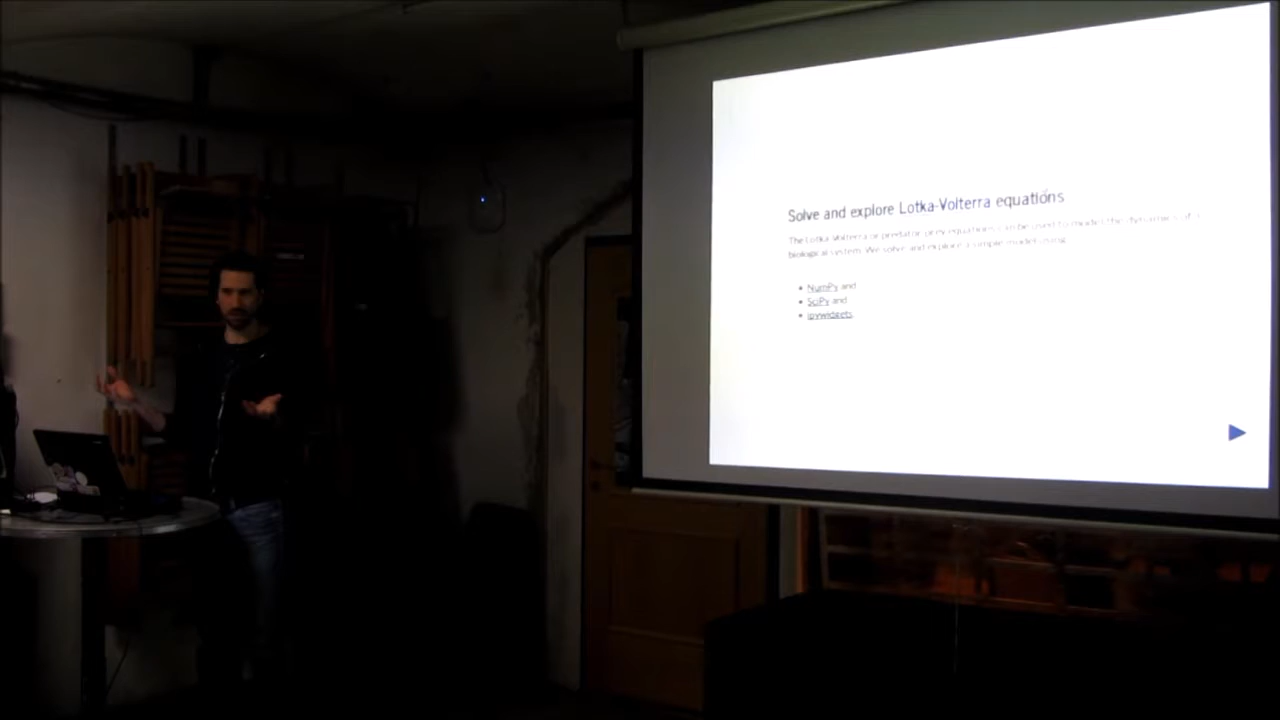 Solve and explore Lotka-Volterra equations
The Lotka-Volterra or predator-prey equations can be used to model the dynamics of a
biological system. We solve and explore a simple model using
• NumPy and
• SciPy and
• ipywidgets.